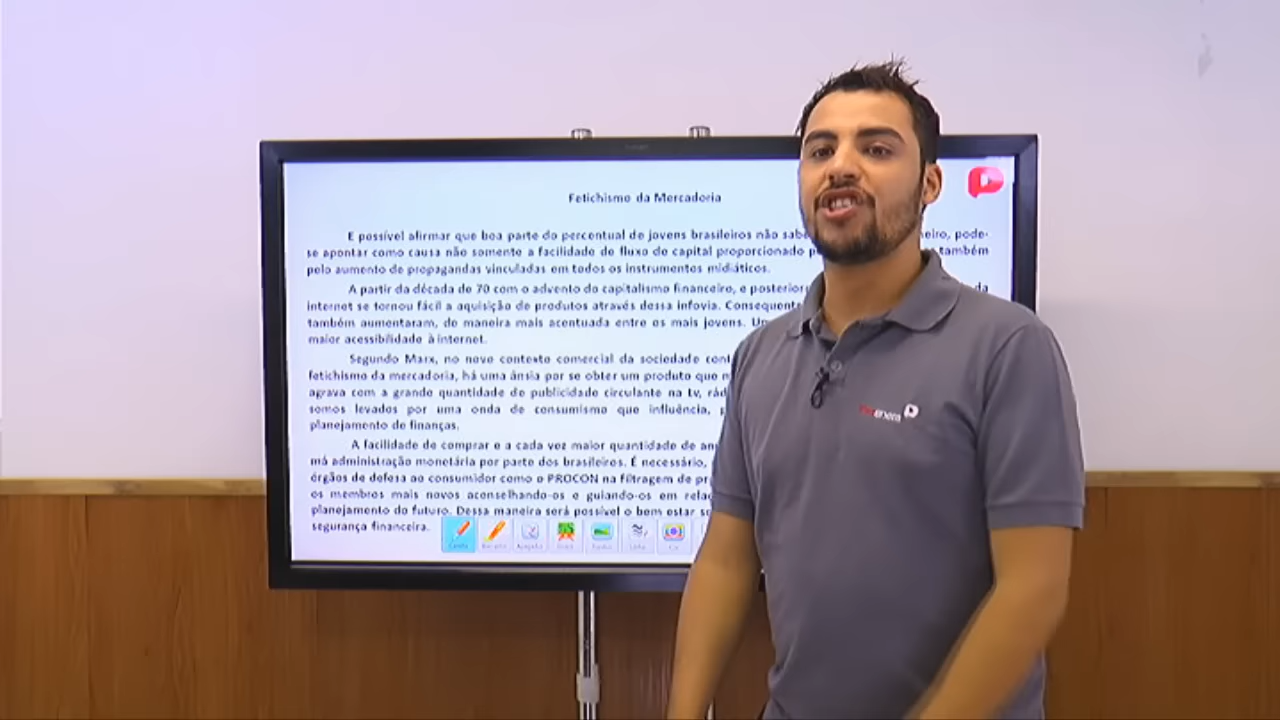 Fetichismo da Mercadoria
E possível afirmar que boa parte do percentual de jovens brasileiros não sabe eiro, pode-
se apontar como causa não somente a facilidade do fluxo de capital proporcionado também
pelo aumento de propagandas vinculadas em todos os instrumentos midiáticos.
A partir da década de 70 com o advento do capitalismo financeiro, e posterior da
internet se tornou fácil a aquisição de produtos através dessa infovia.
também aumentaram, de maneira mais acentuada entre os mais jovens.
maior acessibilidade à internet.
Segundo Marx, no novo contexto comercial da sociedade
fetichismo da mercadoria, há uma ânsia por se obter um produto que
agrava com a grande quantidade de publicidade circulante na tv,
somos levados por uma onda de consumismo que influência,
planejamento de finanças.
A facilidade de comprar e a cada vez maior quantidade de
má administração monetária por parte dos brasileiros. É necessário,
órgãos de defesa ao consumidor como o PROCON na filtragem de
os membros mais novos aconselhando-os e guiando-os em
planejamento do futuro. Dessa maneira será possível o bem estar
segurança financeira.
enem